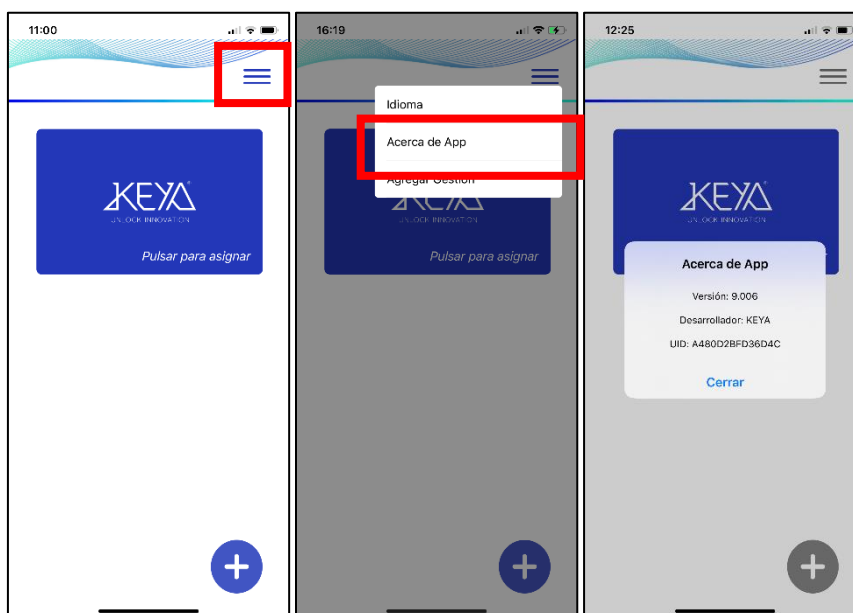 11:00
KEYA
UNLOCK INNOVATION
Pulsar para asignar
16:19
Idioma
Acerca de App
Agregar Gestión
UNLOCK INNOVATION
Pulsar para asignar
12:25
KEYA
UNLOCK INNOVATION
Acerca de App
Versión: 9.006
Desarrollador: KEYA
UID: A480D2BFD36D4C
Cerrar